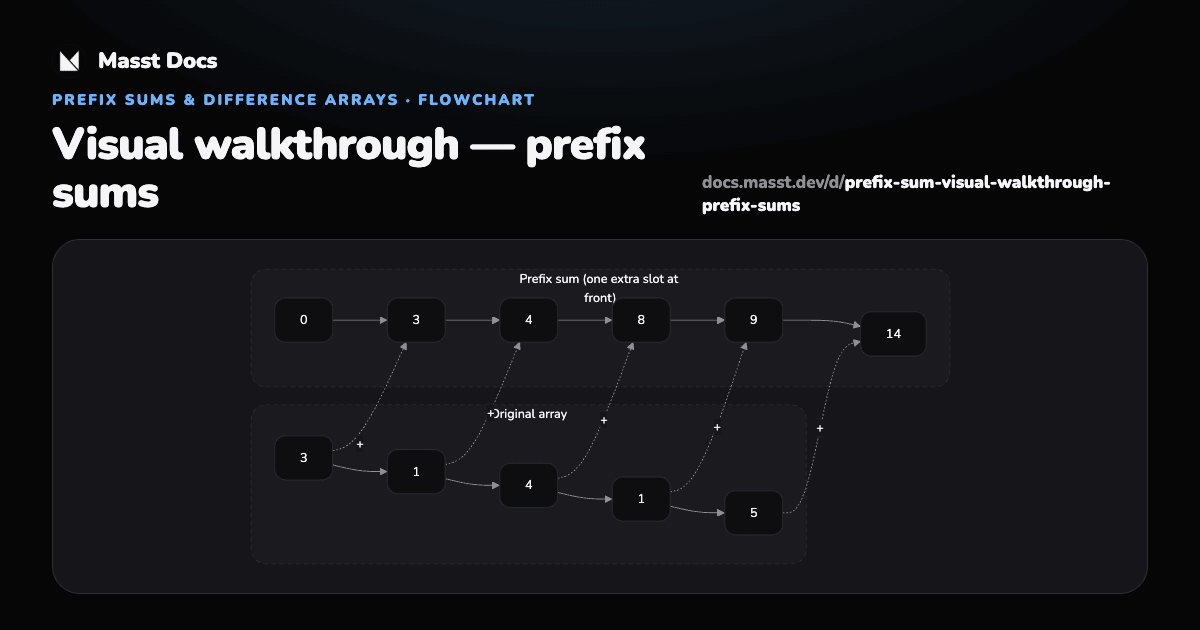 Masst Docs
PREFIX SUMS & DIFFERENCE ARRAYS · FLOWCHART
Visual walkthrough — prefix
sums
docs.masst.dev/d/prefix-sum-visual-walkthrough-
prefix-sums
Prefix sum (one extra slot at
front)
0
3
4
8
9
14
+
Original array
+
+
+
+
3
1
4
1
5